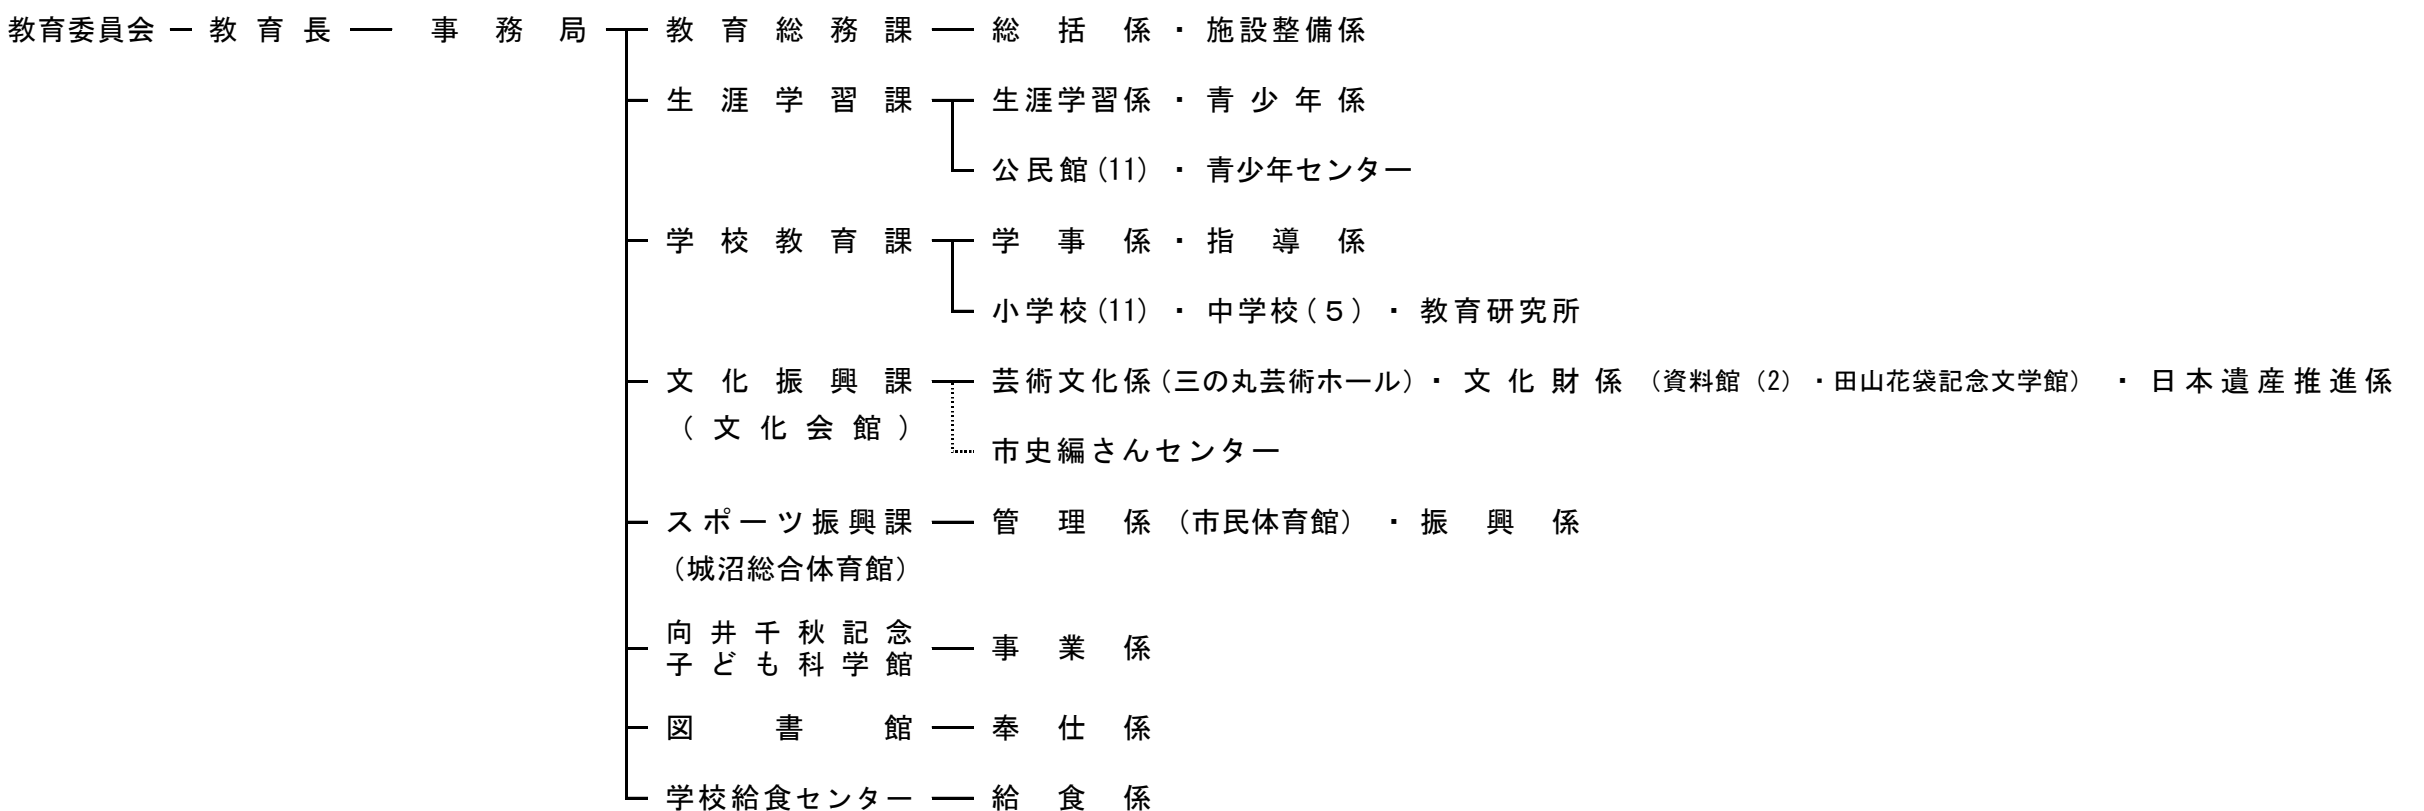 教育委員会 教育長 事務局 教育総務課 総括係・施設整備係
生涯学習課 生涯学習係・青少年係
公民館(11)・青少年センター
学校教育課 学事係・指導係
小学校(11)・中学校(５)・教育研究所
文化振興課 芸術文化係(三の丸芸術ホール)・文化財係(資料館(2)・田山花袋記念文学館)・日本遺産推進係
(文化会館)
市史編さんセンター
スポーツ振興課 管理係(市民体育館)・振興係
(城沼総合体育館)
向井千秋記念
子ども科学館 事業係
図書館 奉仕係
学校給食センター 給食係